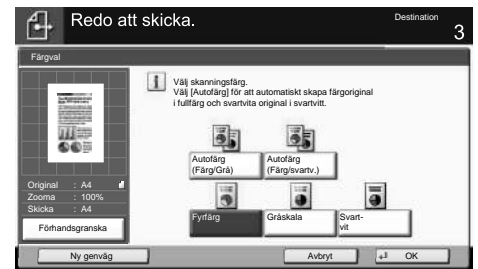 Redo att skicka.
Destination
3
Färgval
Välj skanningsfärg.
Välj [Autofärg] för att automatiskt skapa färgoriginal
i fullfärg och svartvita original i svartvitt.
Autofärg
(Färg/Grå)
Autofärg
(Färg/svartv.)
Original : A4
Zooma : 100%
Skicka : A4
Fyrfärg
Gråskala
Svart-
vit
Förhandsgranska
Ny genväg
Avbryt
OK